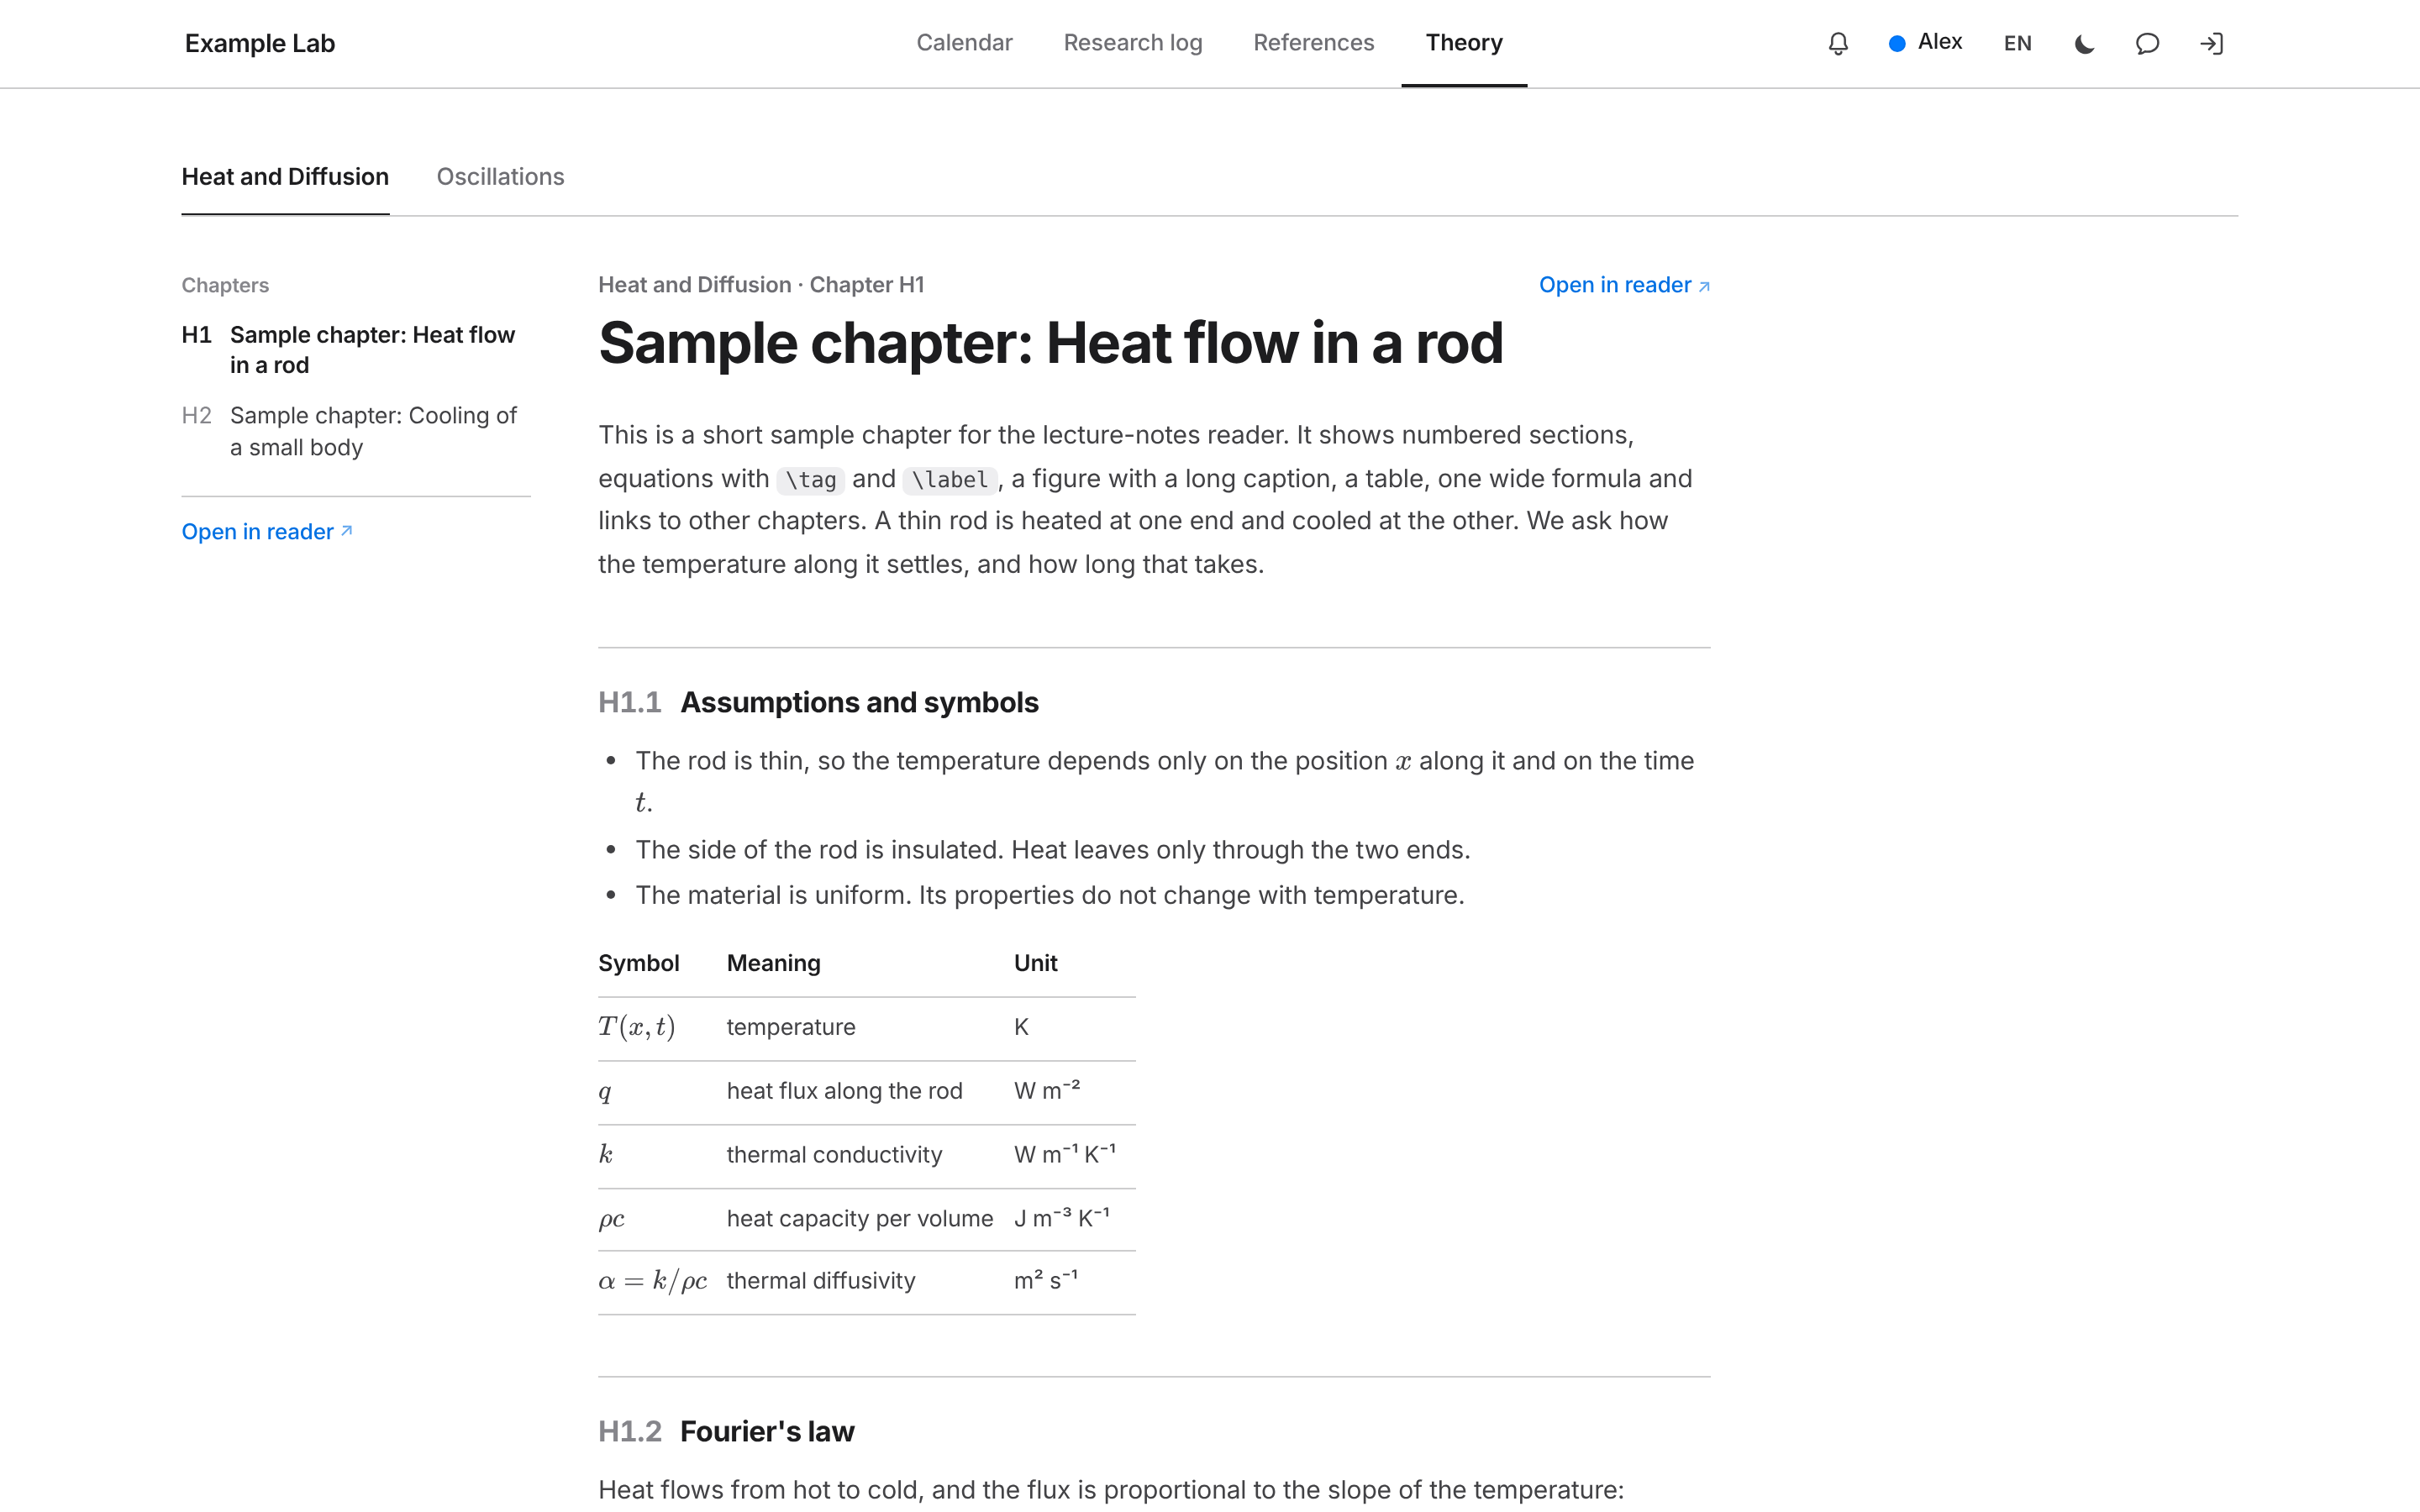 Example Lab
Calendar
Research log
References
Theory
Alex
EN
Heat and Diffusion
Oscillations
Chapters
H1 Sample chapter: Heat flow
in a rod
H2 Sample chapter: Cooling of
a small body
Open in reader ↗
Heat and Diffusion · Chapter H1
Open in reader ↗
Sample chapter: Heat flow in a rod
This is a short sample chapter for the lecture-notes reader. It shows numbered sections,
equations with \tag and \label, a figure with a long caption, a table, one wide formula and
links to other chapters. A thin rod is heated at one end and cooled at the other. We ask how
the temperature along it settles, and how long that takes.
H1.1 Assumptions and symbols
• The rod is thin, so the temperature depends only on the position x along it and on the time
t.
• The side of the rod is insulated. Heat leaves only through the two ends.
• The material is uniform. Its properties do not change with temperature.
Symbol Meaning Unit
T(x, t) temperature K
q heat flux along the rod W m⁻²
k thermal conductivity W m⁻¹ K⁻¹
ρc heat capacity per volume J m⁻³ K⁻¹
α = k/ρc thermal diffusivity m² s⁻¹
H1.2 Fourier's law
Heat flows from hot to cold, and the flux is proportional to the slope of the temperature: